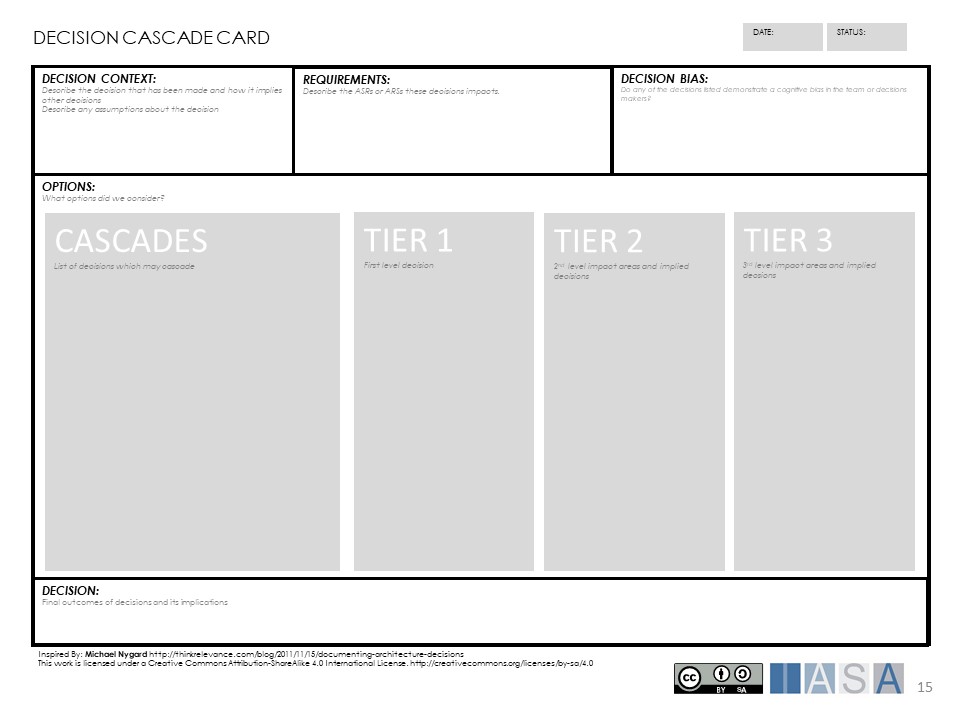 DECISION CASCADE CARD
DATE:
STATUS:
DECISION CONTEXT:
Describe the decision that has been made and how it implies
other decisions
Describe any assumptions about the decision
REQUIREMENTS:
Describe the ASRs or ARSs these decisions impacts.
DECISION BIAS:
Do any of the decisions listed demonstrate a cognitive bias in the team or decisions
makers?
OPTIONS:
What options did we consider?
CASCADES
List of decisions which may cascade
TIER 1
First level decision
TIER 2
2nd level impact areas and implied
decisions
TIER 3
3rd level impact areas and implied
decsions
DECISION:
Final outcomes of decisions and its implications
Inspired By: Michael Nygard http://thinkrelevance.com/blog/2011/11/15/documenting-architecture-decisions
This work is licensed under a Creative Commons Attribution-ShareAlike 4.0 International License. http://creativecommons.org/licenses/by-sa/4.0
cc
BY SA
IASA
15